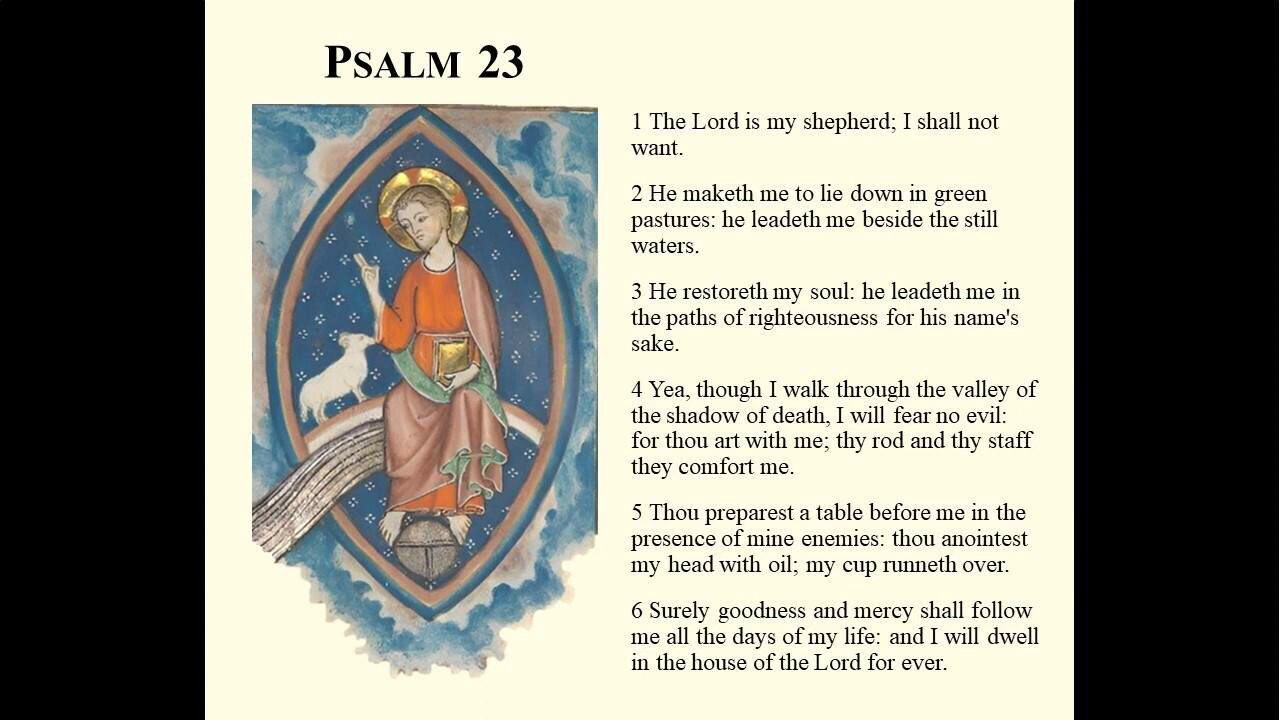 PSALM 23
1 The Lord is my shepherd; I shall not
want.
2 He maketh me to lie down in green
pastures: he leadeth me beside the still
waters.
3 He restoreth my soul: he leadeth me in
the paths of righteousness for his name's
sake.
4 Yea, though I walk through the valley of
the shadow of death, I will fear no evil:
for thou art with me; thy rod and thy staff
they comfort me.
5 Thou preparest a table before me in the
presence of mine enemies: thou anointest
my head with oil; my cup runneth over.
6 Surely goodness and mercy shall follow
me all the days of my life: and I will dwell
in the house of the Lord for ever.